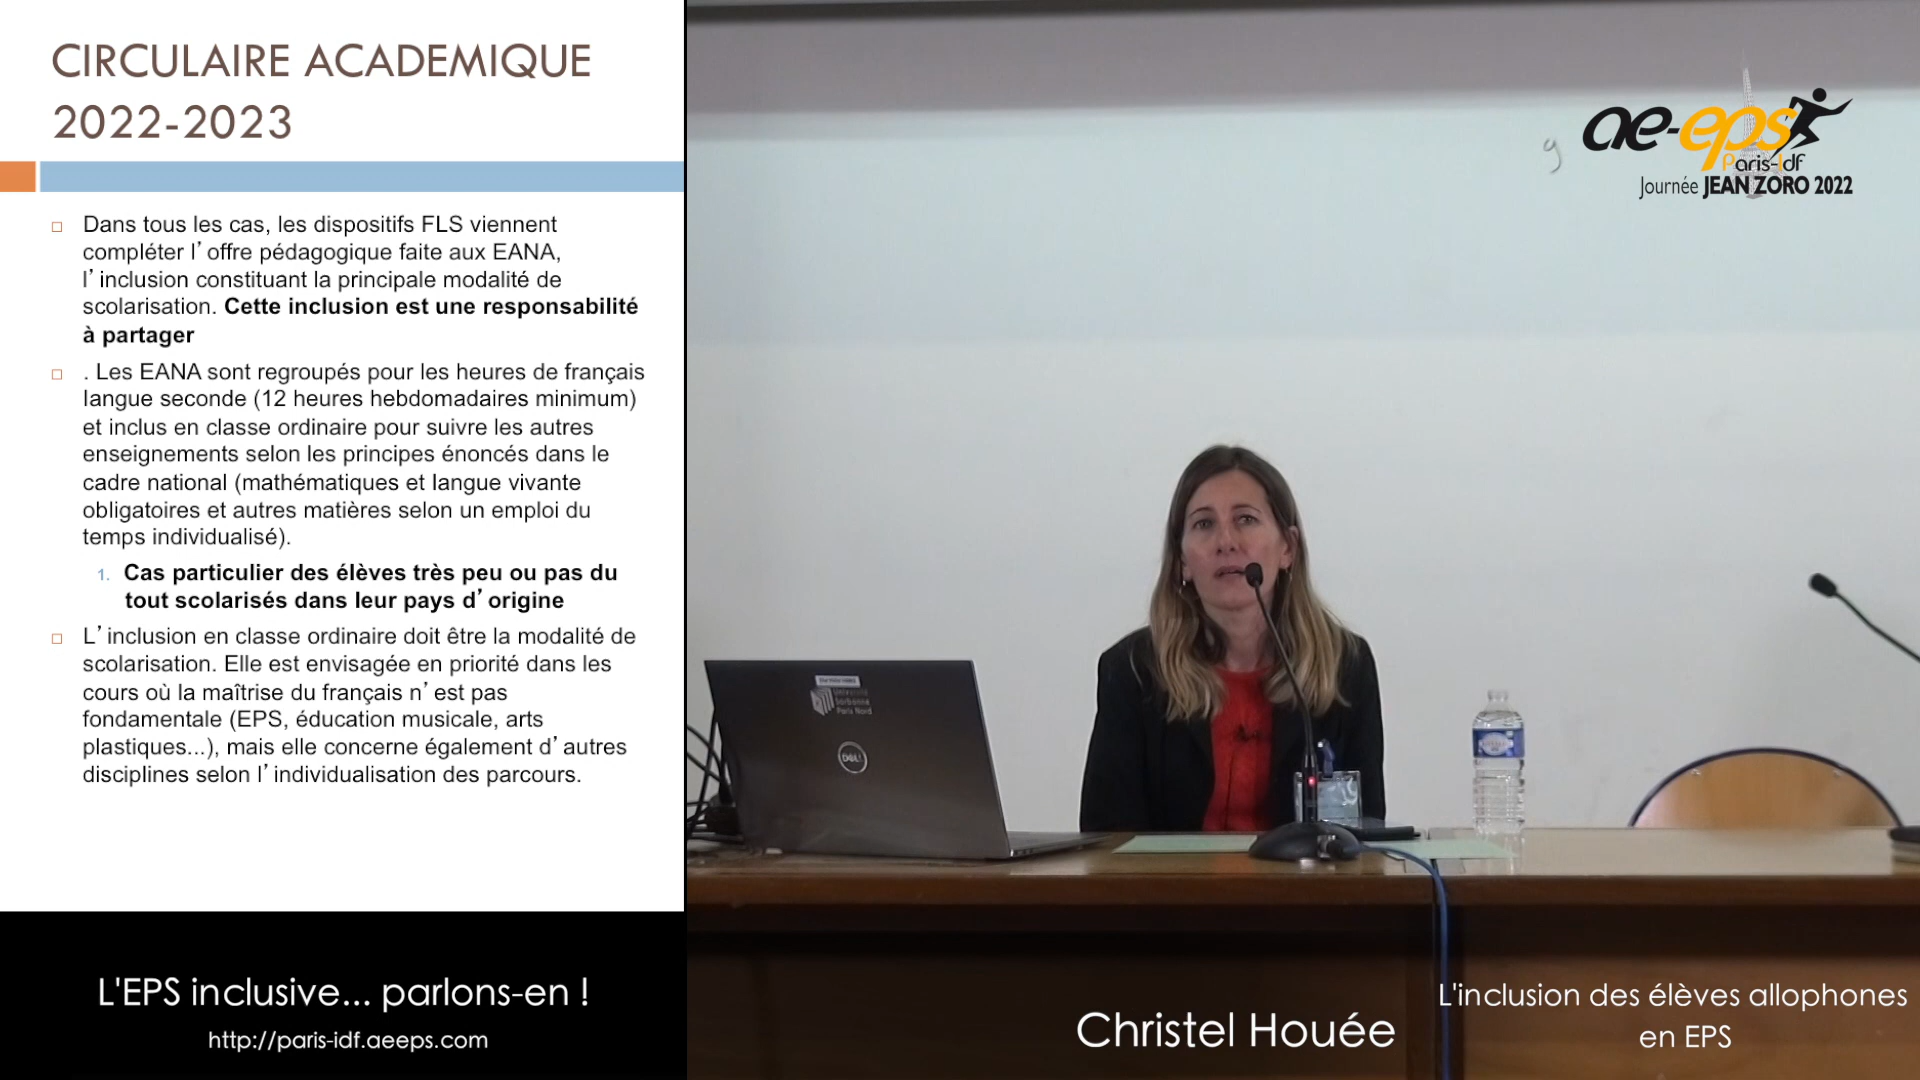 CIRCULAIRE ACADEMIQUE
2022-2023
Dans tous les cas, les dispositifs FLS viennent
compléter l’offre pédagogique faite aux EANA,
l’inclusion constituant la principale modalité de
scolarisation. Cette inclusion est une responsabilité
à partager
. Les EANA sont regroupés pour les heures de français
langue seconde (12 heures hebdomadaires minimum)
et inclus en classe ordinaire pour suivre les autres
enseignements selon les principes énoncés dans le
cadre national (mathématiques et langue vivante
obligatoires et autres matières selon un emploi du
temps individualisé).
1. Cas particulier des élèves très peu ou pas du
tout scolarisés dans leur pays d’origine
L’inclusion en classe ordinaire doit être la modalité de
scolarisation. Elle est envisagée en priorité dans les
cours où la maîtrise du français n’est pas
fondamentale (EPS, éducation musicale, arts
plastiques...), mais elle concerne également d’autres
disciplines selon l’individualisation des parcours.
L'EPS inclusive... parlons-en !
http://paris-idf.aeeps.com
ae-eps
Paris-Idf
Journée JEAN ZORO 2022
Université
Sorbonne
Paris Nord
DELL
Christel Houée
L'inclusion des élèves allophones
en EPS